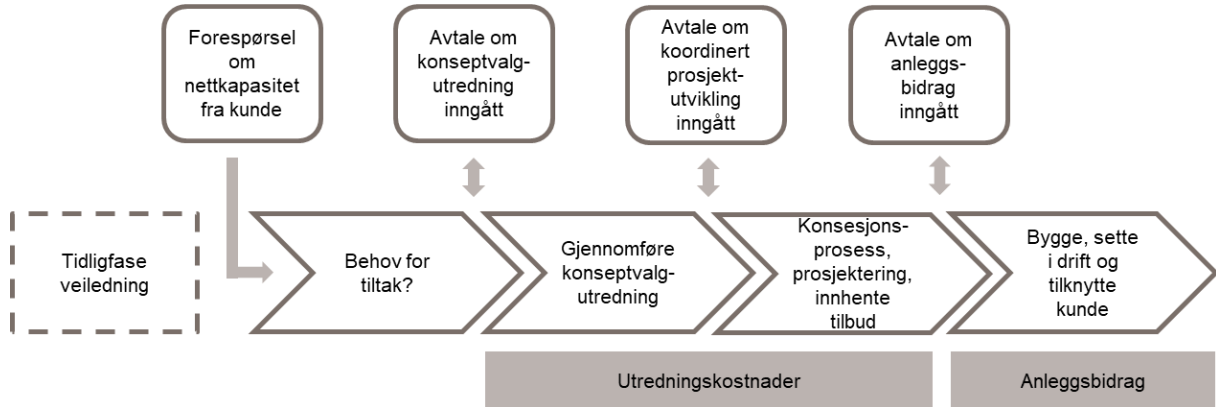 Forespørsel
om
nettkapasitet
fra kunde
Avtale om
konseptvalg-
utredning
inngått
Avtale om
koordinert
prosjekt-
utvikling
inngått
Avtale om
anleggs-
bidrag
inngått
Tidligfase
veiledning
Behov for
tiltak?
Gjennomføre
konseptvalg-
utredning
Konsesjons-
prosess,
prosjektering,
innhente
tilbud
Bygge, sette
i drift og
tilknytte
kunde
Utredningskostnader
Anleggsbidrag